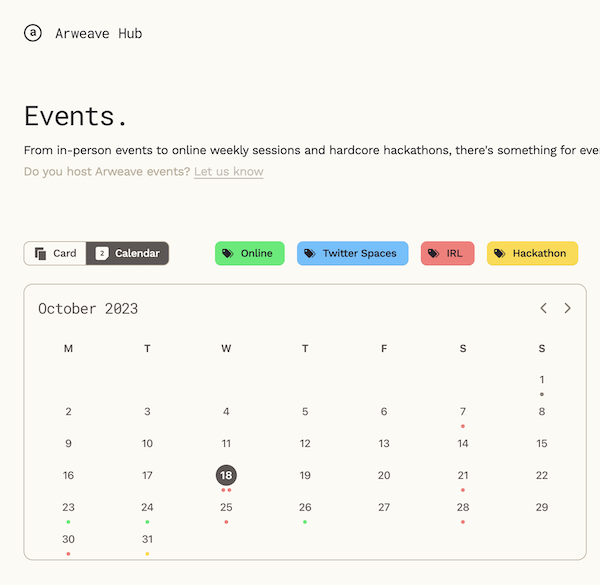 a Arweave Hub
Events.
From in-person events to online weekly sessions and hardcore hackathons, there's something for eve
Do you host Arweave events? Let us know
Card 2 Calendar Online Twitter Spaces IRL Hackathon
October 2023
M T W T F S S
1
2 3 4 5 6 7 8
9 10 11 12 13 14 15
16 17 18 19 20 21 22
23 24 25 26 27 28 29
30 31